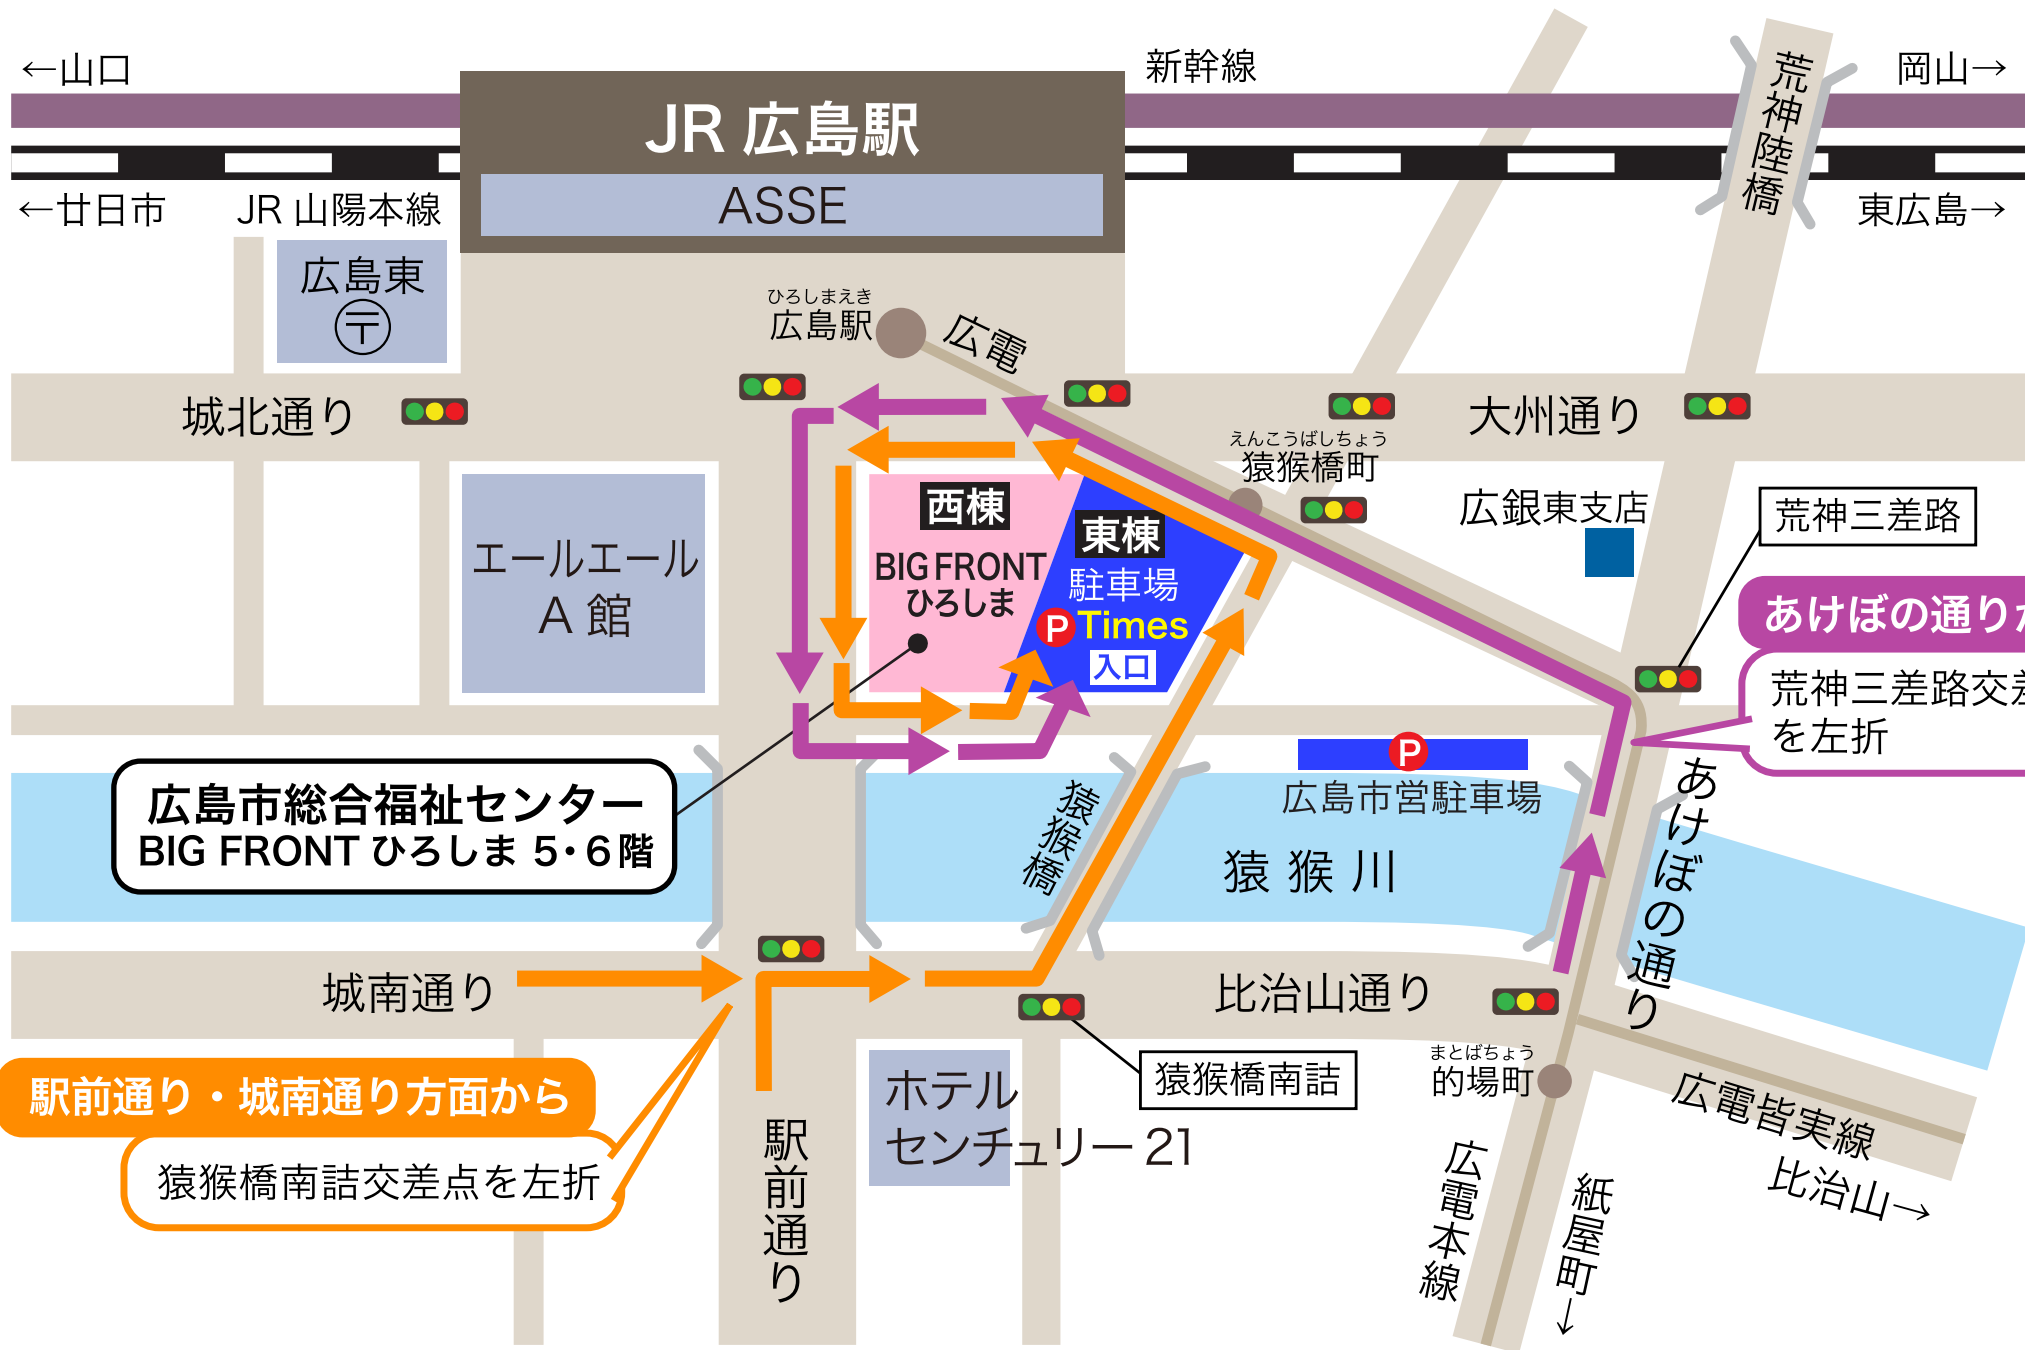 ←山口
新幹線
岡山→
荒神陸橋
JR 広島駅
ASSE
←廿日市
JR 山陽本線
東広島→
広島東
〒
ひろしまえき
広島駅
広電
城北通り
大州通り
えんこうばしちょう
猿猴橋町
西棟
BIG FRONT
ひろしま
東棟
駐車場
P Times
入口
広銀東支店
荒神三差路
エールエール
A 館
あけぼの通り
荒神三差路交差
を左折
P
広島市営駐車場
広島市総合福祉センター
BIG FRONT ひろしま 5・6 階
猿猴橋
猿猴川
あけぼの通り
城南通り
比治山通り
猿猴橋南詰
まとばちょう
的場町
駅前通り・城南通り方面から
猿猴橋南詰交差点を左折
ホテル
センチュリー 21
駅前通り
広電皆実線
比治山→
広電本線
紙屋町→